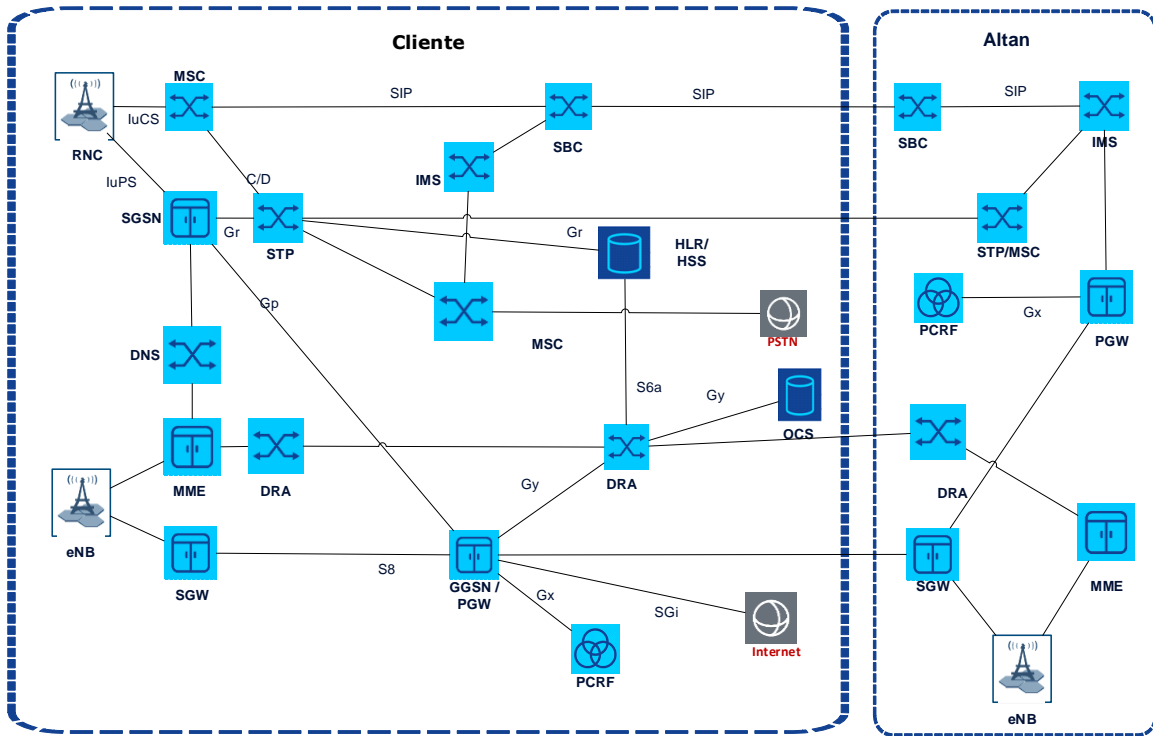 Cliente
Altan
MSC
SIP
SIP
SIP
IuCS
RNC
SBC
SBC
IMS
IuPS
C/D
IMS
SGSN
Gr
STP
Gr
HLR/
HSS
STP/MSC
Gp
PCRF
Gx
PGW
MSC
PSTN
DNS
S6a
Gy
OCS
MME
DRA
Gy
DRA
DRA
eNB
S8
SGW
GGSN /
PGW
Gx
SGi
SGW
MME
Internet
PCRF
eNB